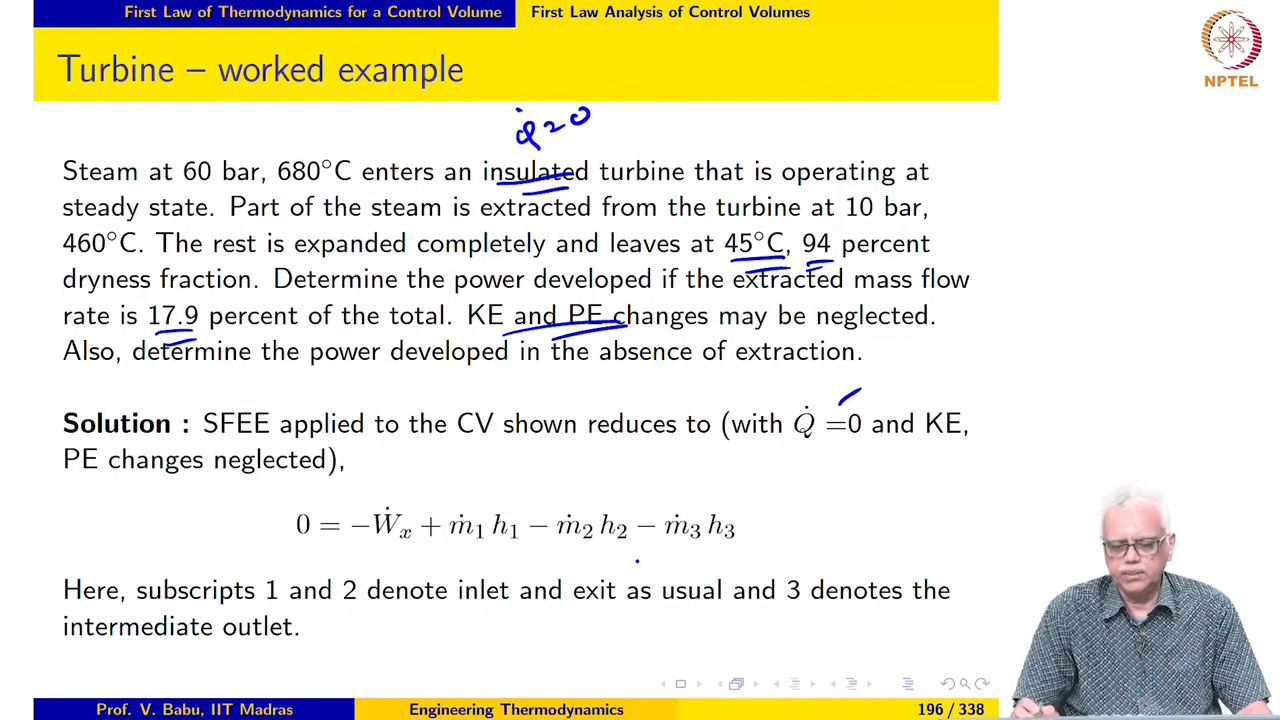 First Law of Thermodynamics for a Control Volume First Law Analysis of Control Volumes
Turbine – worked example
NPTEL
Q̇=0
Steam at 60 bar, 680°C enters an insulated turbine that is operating at
steady state. Part of the steam is extracted from the turbine at 10 bar,
460°C. The rest is expanded completely and leaves at 45°C, 94 percent
dryness fraction. Determine the power developed if the extracted mass flow
rate is 17.9 percent of the total. KE and PE changes may be neglected.
Also, determine the power developed in the absence of extraction.
Solution : SFEE applied to the CV shown reduces to (with Q̇ =0 and KE,
PE changes neglected),
0 = −Ẇₓ + ṁ₁ h₁ − ṁ₂ h₂ − ṁ₃ h₃
Here, subscripts 1 and 2 denote inlet and exit as usual and 3 denotes the
intermediate outlet.
Prof. V. Babu, IIT Madras Engineering Thermodynamics 196 / 338